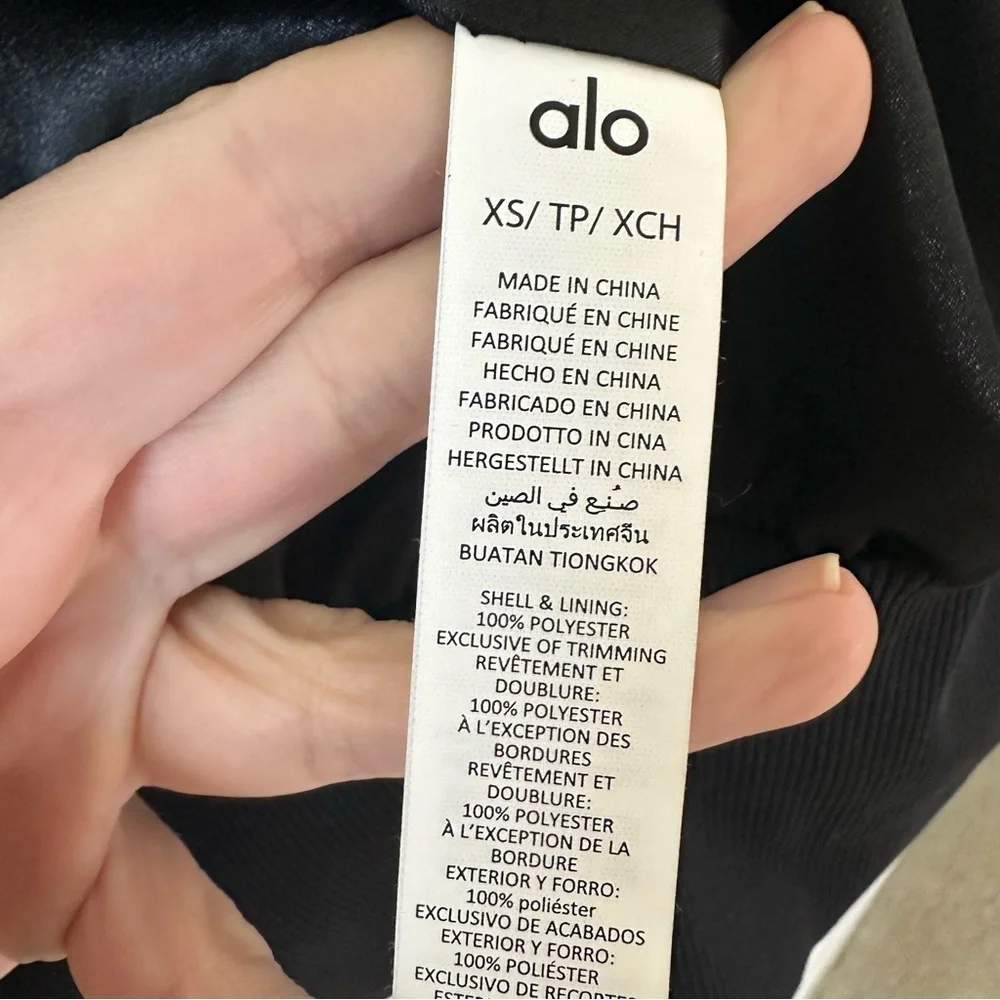 alo
XS/ TP/ XCH
MADE IN CHINA
FABRIQUÉ EN CHINE
FABRIQUÉ EN CHINE
HECHO EN CHINA
FABRICADO EN CHINA
PRODOTTO IN CINA
HERGESTELLT IN CHINA
صُنع في الصين
ผลิตในประเทศจีน
BUATAN TIONGKOK
SHELL & LINING:
100% POLYESTER
EXCLUSIVE OF TRIMMING
REVÊTEMENT ET
DOUBLURE:
100% POLYESTER
À L’EXCEPTION DES
BORDURES
REVÊTEMENT ET
DOUBLURE:
100% POLYESTER
À L’EXCEPTION DE LA
BORDURE
EXTERIOR Y FORRO:
100% poliéster
EXCLUSIVO DE ACABADOS
EXTERIOR Y FORRO:
100% POLIÉSTER
EXCLUSIVO DE RECORTES